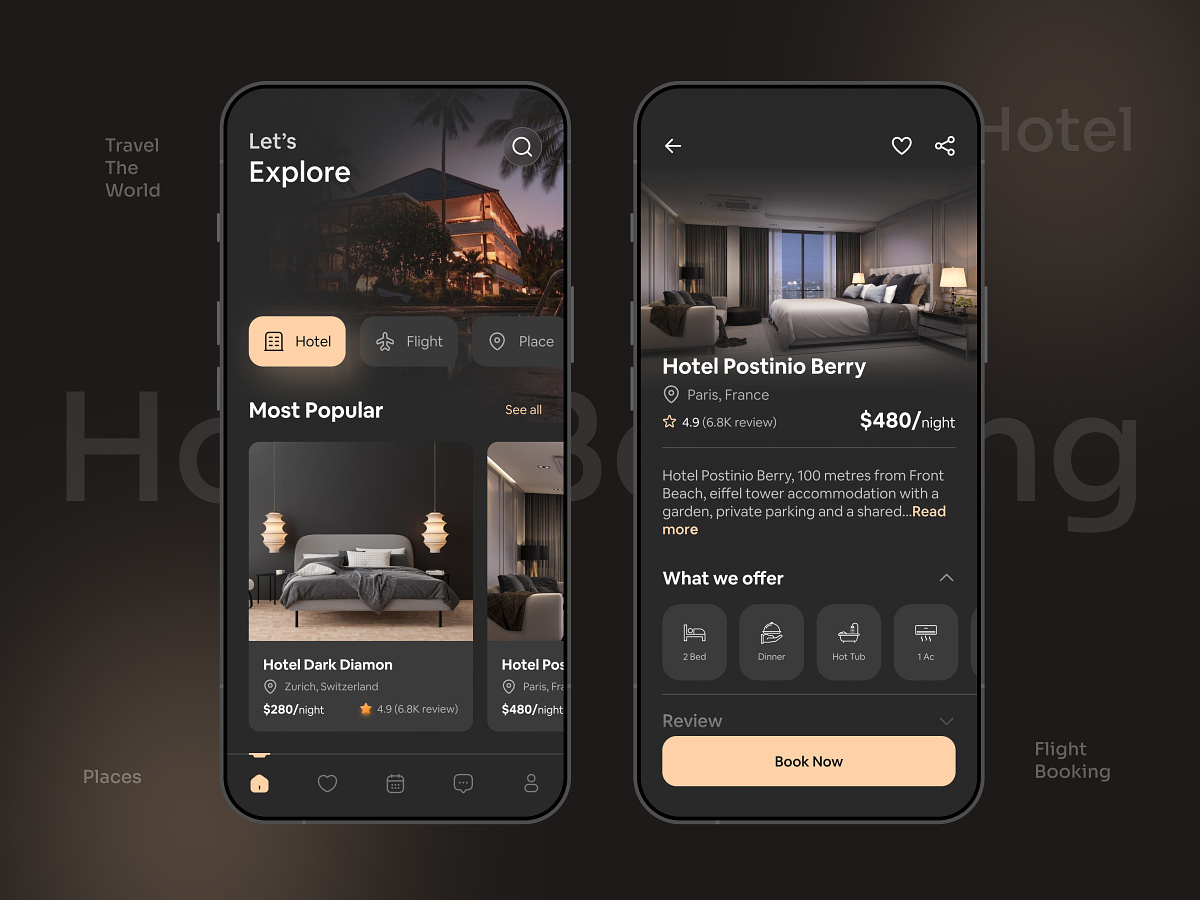 Travel
The
World
Hotel
Hotel Booking
Places
Flight
Booking
Let's
Explore
Hotel
Flight
Place
Most Popular
See all
Hotel Dark Diamon
Zurich, Switzerland
$280/night
4.9 (6.8K review)
Hotel Pos
Paris, Fra
$480/night
Hotel Postinio Berry
Paris, France
4.9 (6.8K review)
$480/night
Hotel Postinio Berry, 100 metres from Front
Beach, eiffel tower accommodation with a
garden, private parking and a shared...Read
more
What we offer
2 Bed
Dinner
Hot Tub
1 Ac
Review
Book Now